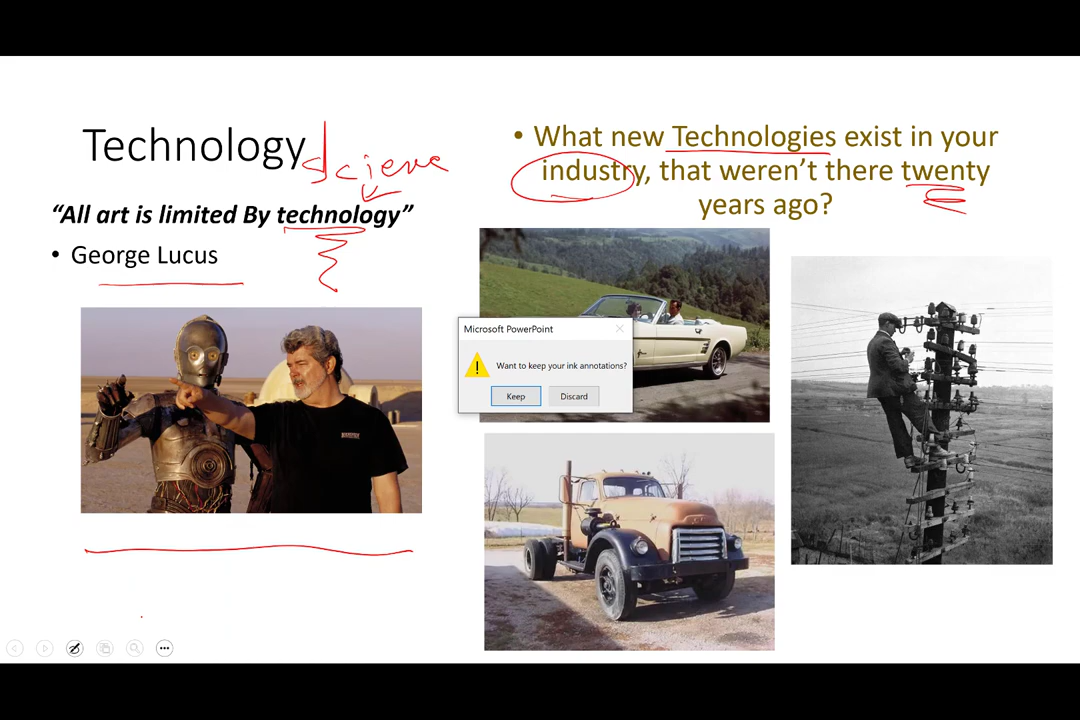 Technology
“All art is limited By technology”
• George Lucus
• What new Technologies exist in your
industry, that weren’t there twenty
years ago?
Microsoft PowerPoint
Want to keep your ink annotations?
Keep
Discard